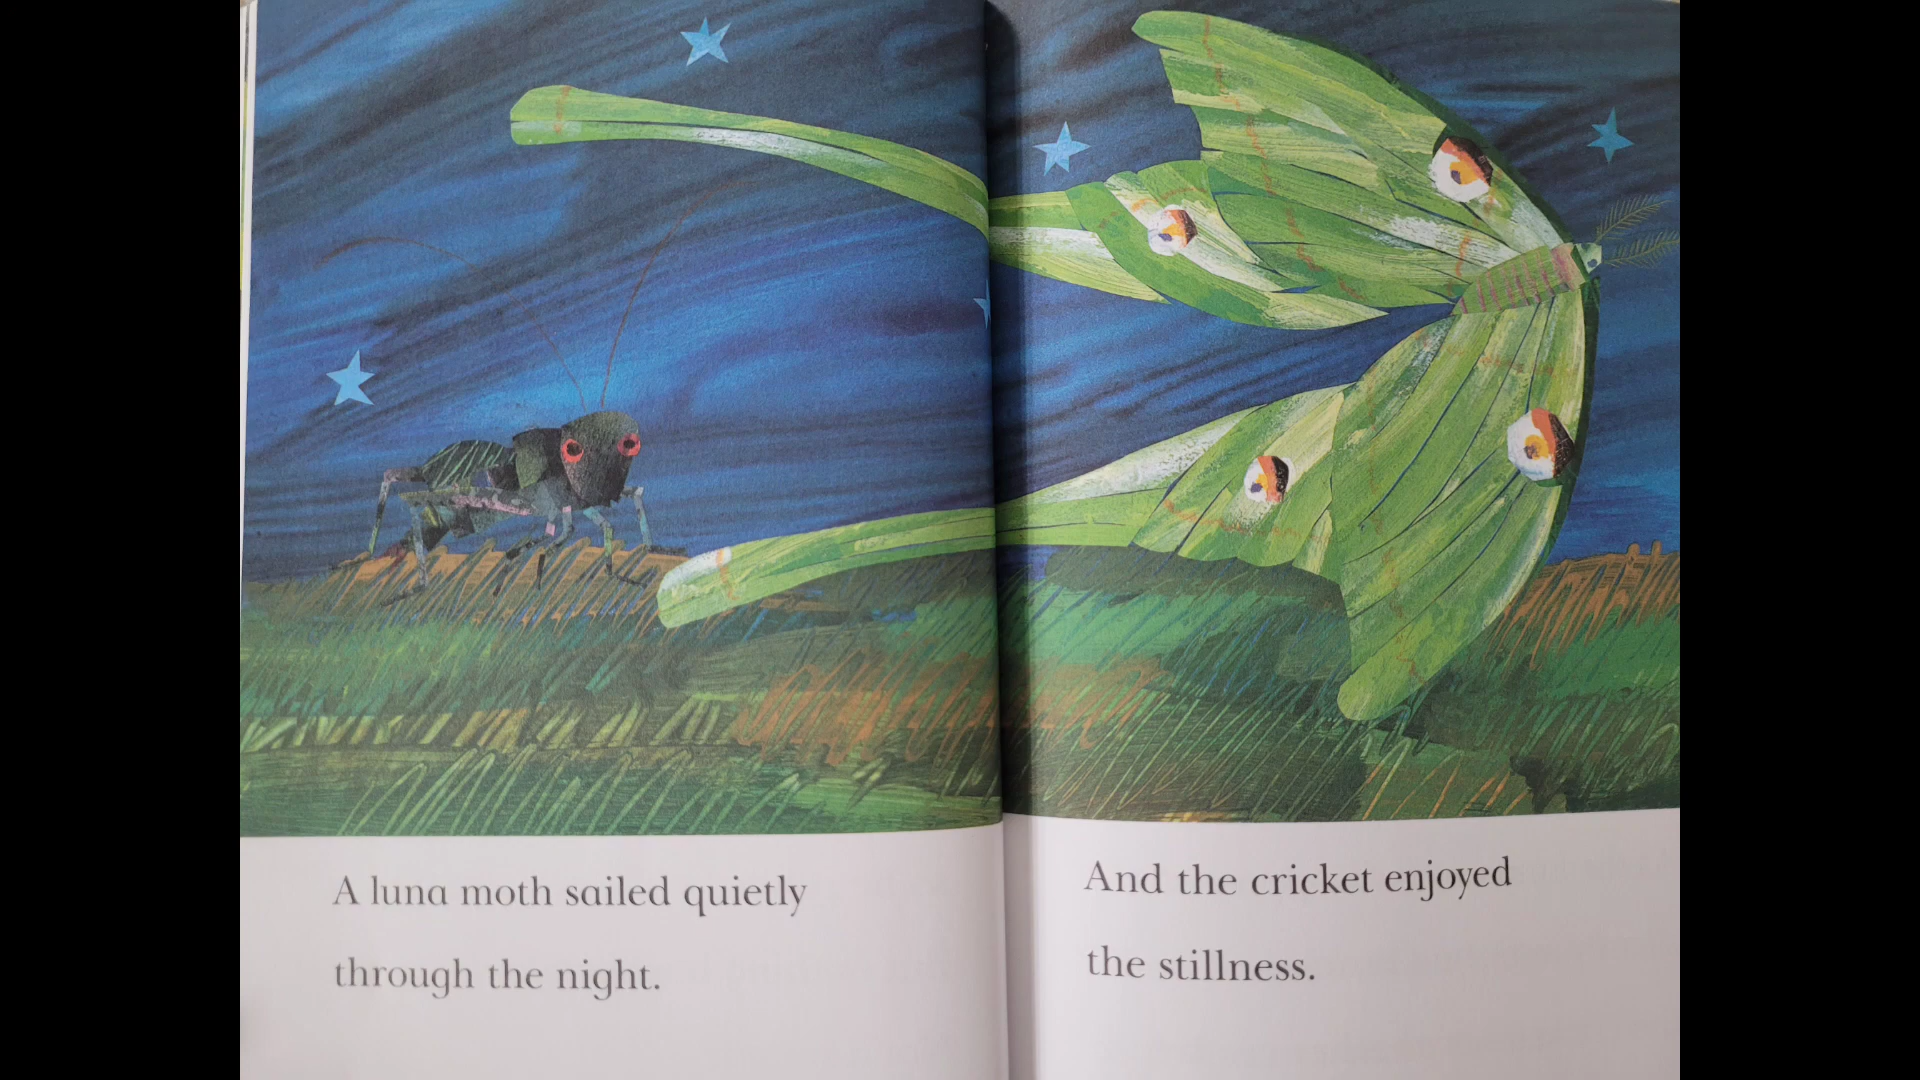 A luna moth sailed quietly
through the night.
And the cricket enjoyed
the stillness.